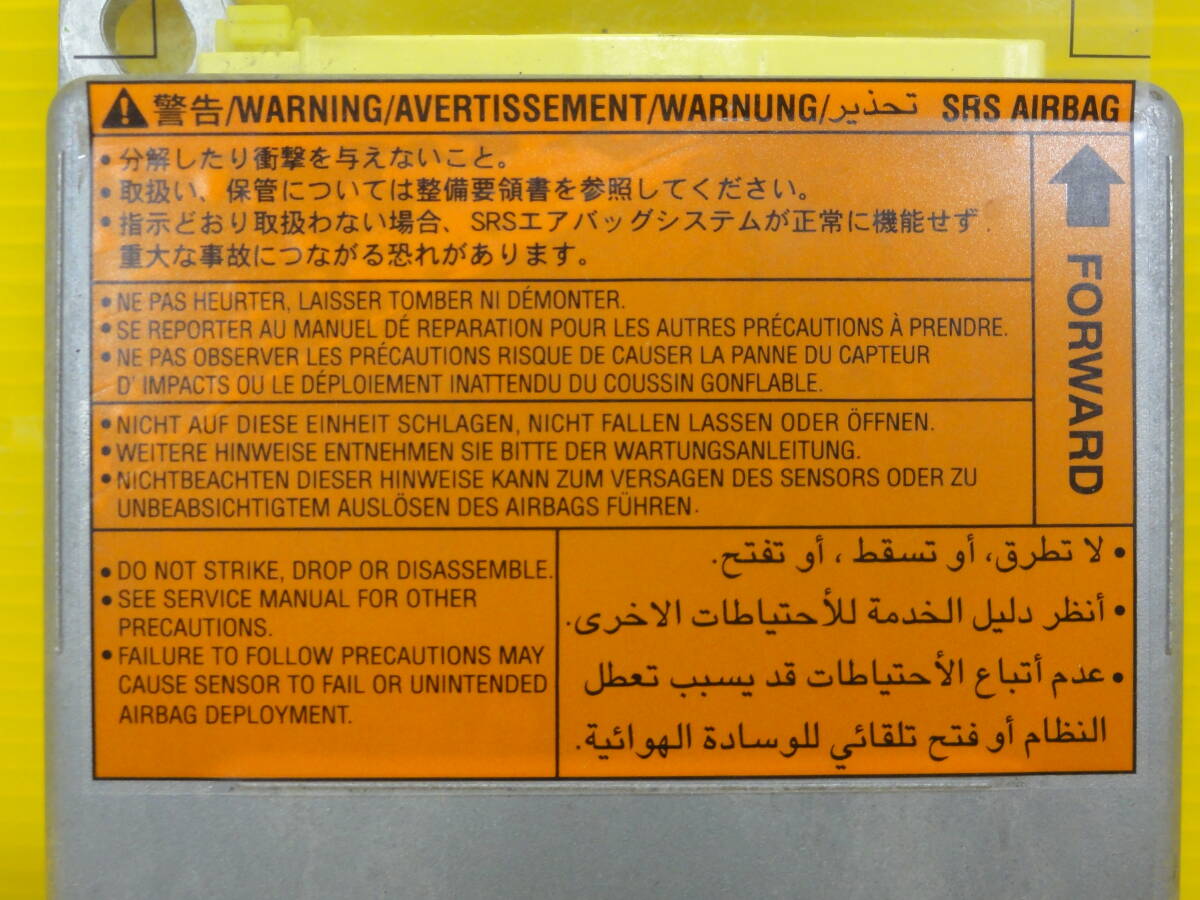 警告/WARNING/AVERTISSEMENT/WARNUNG/تحذير SRS AIRBAG
• 分解したり衝撃を与えないこと。
• 取扱い、保管については整備要領書を参照してください。
• 指示どおり取扱わない場合、SRSエアバッグシステムが正常に機能せず、
重大な事故につながる恐れがあります。
FORWARD
• NE PAS HEURTER, LAISSER TOMBER NI DÉMONTER.
• SE REPORTER AU MANUEL DÉ REPARATION POUR LES AUTRES PRÉCAUTIONS À PRENDRE.
• NE PAS OBSERVER LES PRÉCAUTIONS RISQUE DE CAUSER LA PANNE DU CAPTEUR
D' IMPACTS OU LE DÉPLOIEMENT INATTENDU DU COUSSIN GONFLABLE.
• NICHT AUF DIESE EINHEIT SCHLAGEN, NICHT FALLEN LASSEN ODER ÖFFNEN.
• WEITERE HINWEISE ENTNEHMEN SIE BITTE DER WARTUNGSANLEITUNG.
• NICHTBEACHTEN DIESER HINWEISE KANN ZUM VERSAGEN DES SENSORS ODER ZU
UNBEABSICHTIGTEM AUSLÖSEN DES AIRBAGS FÜHREN.
• DO NOT STRIKE, DROP OR DISASSEMBLE.
• SEE SERVICE MANUAL FOR OTHER
PRECAUTIONS.
• FAILURE TO FOLLOW PRECAUTIONS MAY
CAUSE SENSOR TO FAIL OR UNINTENDED
AIRBAG DEPLOYMENT.
• لا تطرق، أو تسقط ، أو تفتح.
• أنظر دليل الخدمة للأحتياطات الاخرى.
• عدم أتباع الأحتياطات قد يسبب تعطل
النظام أو فتح تلقائي للوسادة الهوائية.